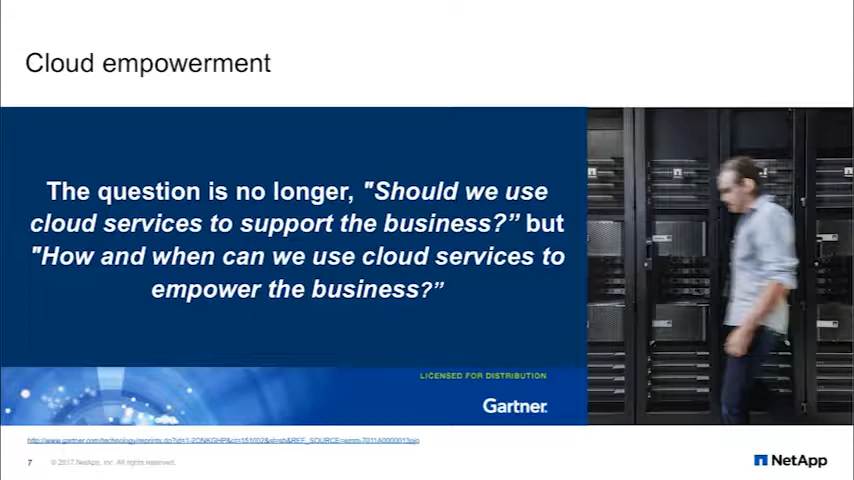 Cloud empowerment
The question is no longer, "Should we use
cloud services to support the business?” but
"How and when can we use cloud services to
empower the business?”
LICENSED FOR DISTRIBUTION
Gartner
7 © 2017 NetApp, Inc. All rights reserved.
NetApp